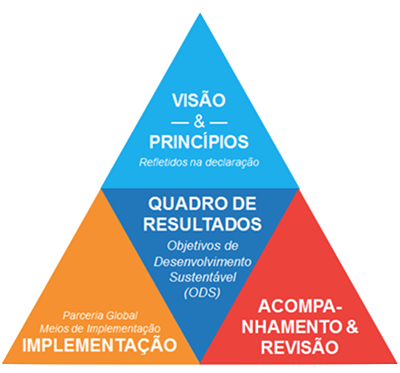 VISÃO
— & —
PRINCÍPIOS
Refletidos na declaração
QUADRO DE
RESULTADOS
Objetivos de
Desenvolvimento
Sustentável
(ODS)
Parceria Global
Meios de Implementação
IMPLEMENTAÇÃO
ACOMPA-
NHAMENTO &
REVISÃO